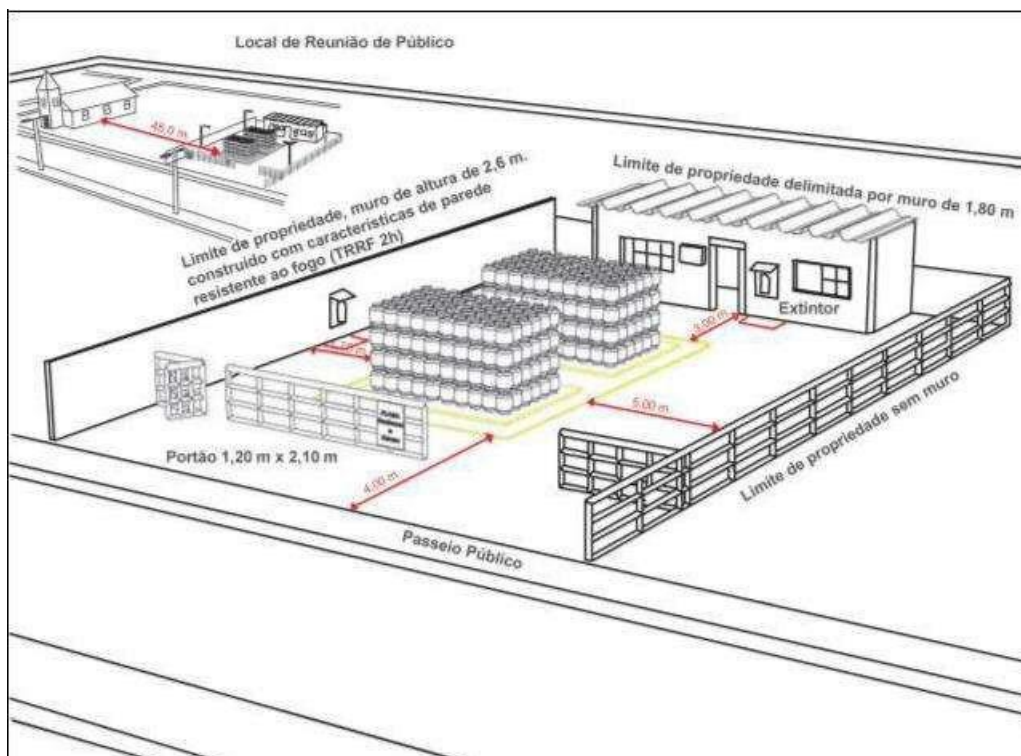 Local de Reunião de Público
45,0 m.
Limite de propriedade, muro de altura de 2,6 m.
construído com características de parede
resistente ao fogo (TRRF 2h)
Limite de propriedade delimitada por muro de 1,80 m
Extintor
3,00 m.
5,00 m.
Limite de propriedade sem muro
Portão 1,20 m x 2,10 m
4,00 m.
Passeio Público